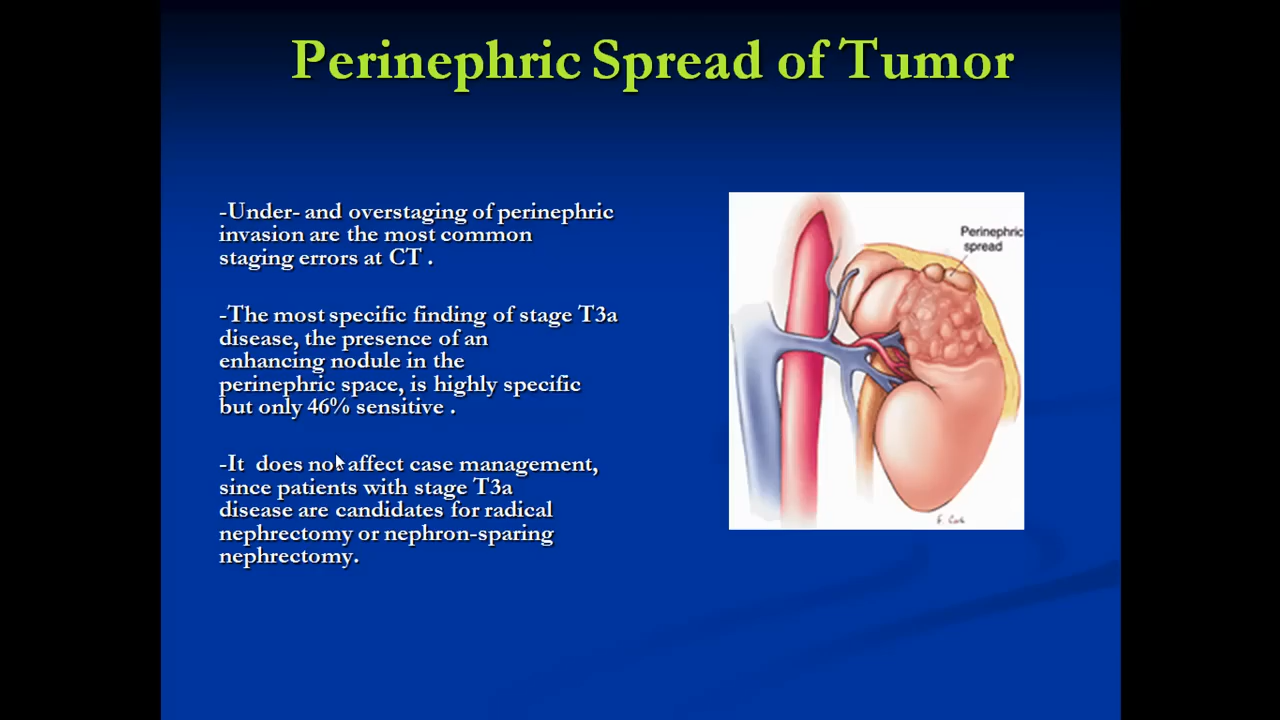 Perinephric Spread of Tumor
-Under- and overstaging of perinephric
invasion are the most common
staging errors at CT .
-The most specific finding of stage T3a
disease, the presence of an
enhancing nodule in the
perinephric space, is highly specific
but only 46% sensitive .
-It does not affect case management,
since patients with stage T3a
disease are candidates for radical
nephrectomy or nephron-sparing
nephrectomy.
Perinephric
spread